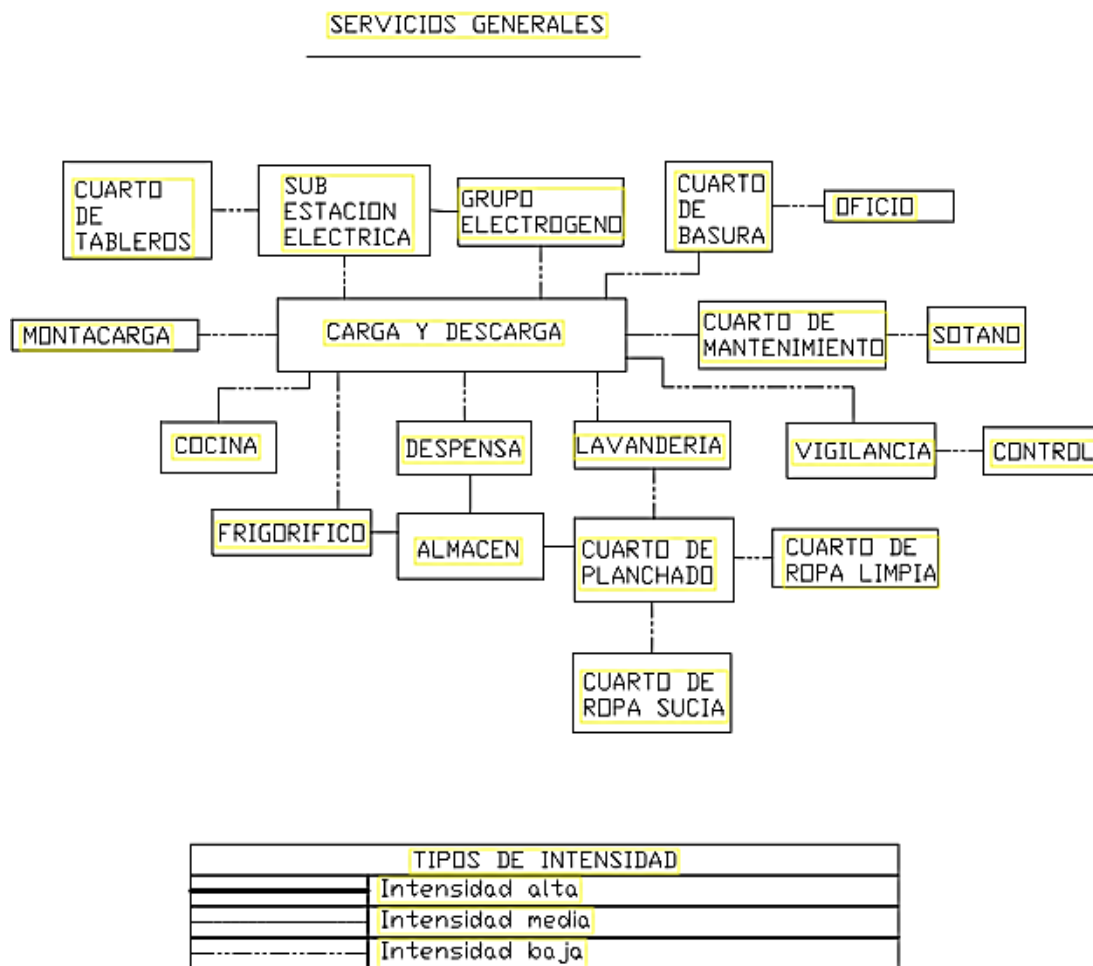 SERVICIOS GENERALES
CUARTO
DE
TABLEROS
SUB
ESTACION
ELECTRICA
GRUPO
ELECTROGENO
CUARTO
DE
BASURA
OFICIO
MONTACARGA
CARGA Y DESCARGA
CUARTO DE
MANTENIMIENTO
SOTANO
COCINA
DESPENSA
LAVANDERIA
VIGILANCIA
CONTROL
FRIGORIFICO
ALMACEN
CUARTO DE
PLANCHADO
CUARTO DE
ROPA LIMPIA
CUARTO DE
ROPA SUCIA
TIPOS DE INTENSIDAD
Intensidad alta
Intensidad media
Intensidad baja